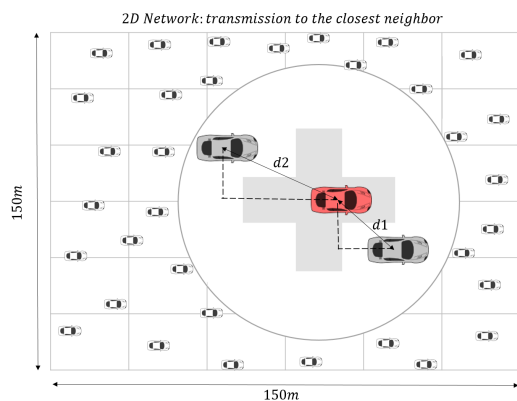 2D Network: transmission to the closest neighbor
d2
d1
150m
150m